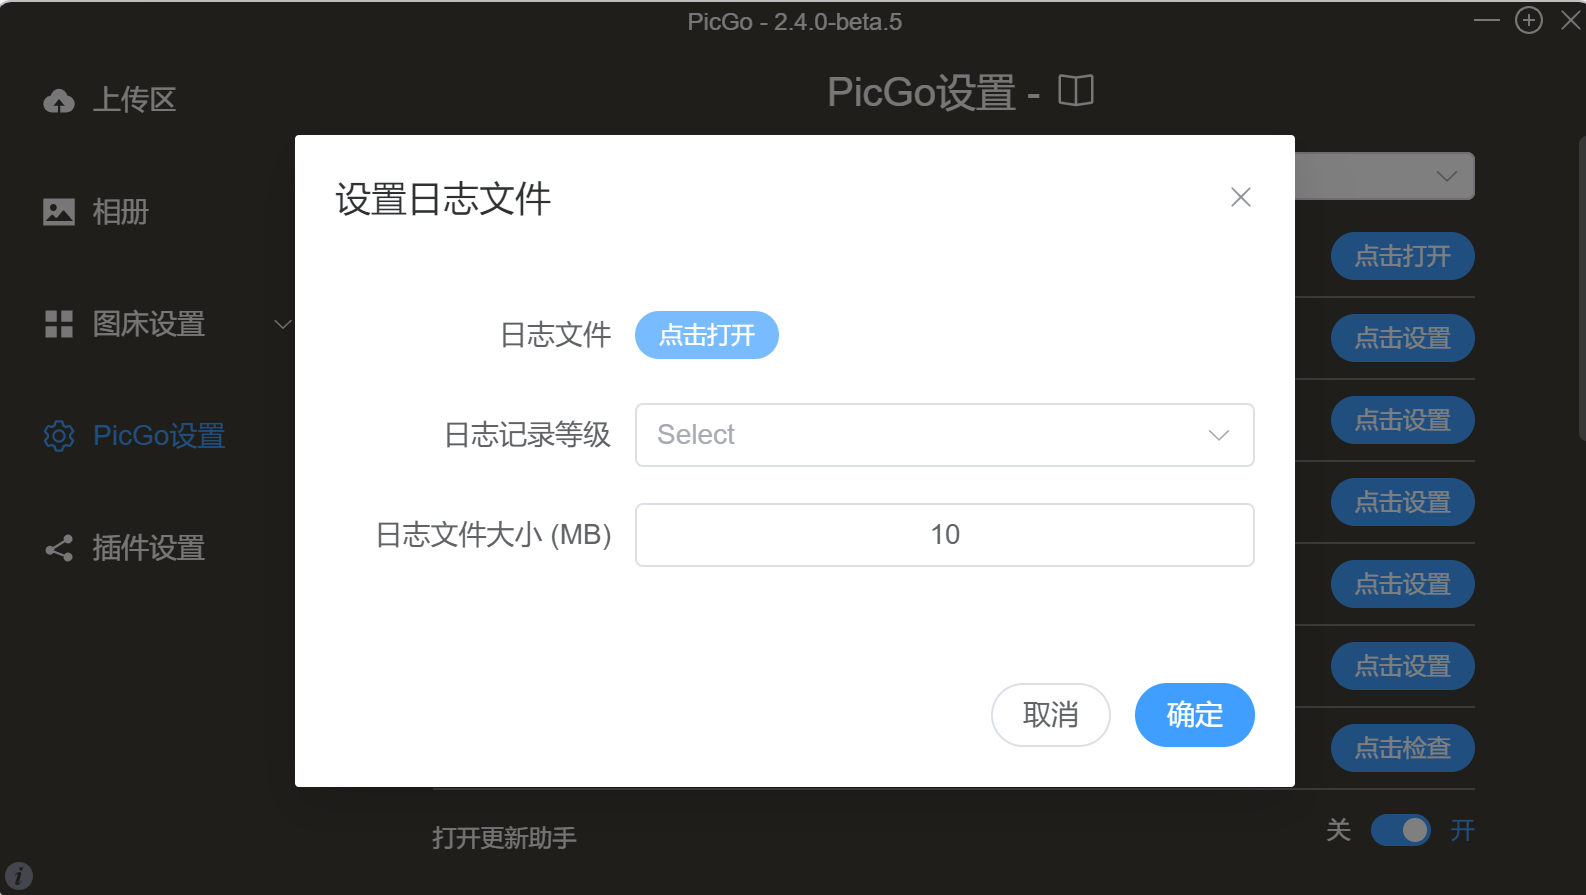 PicGo - 2.4.0-beta.5
上传区
相册
图床设置
PicGo设置
插件设置
PicGo设置 -
点击打开
点击设置
点击设置
点击设置
点击设置
点击设置
点击检查
打开更新助手
关 开
设置日志文件
日志文件 点击打开
日志记录等级 Select
日志文件大小 (MB) 10
取消 确定